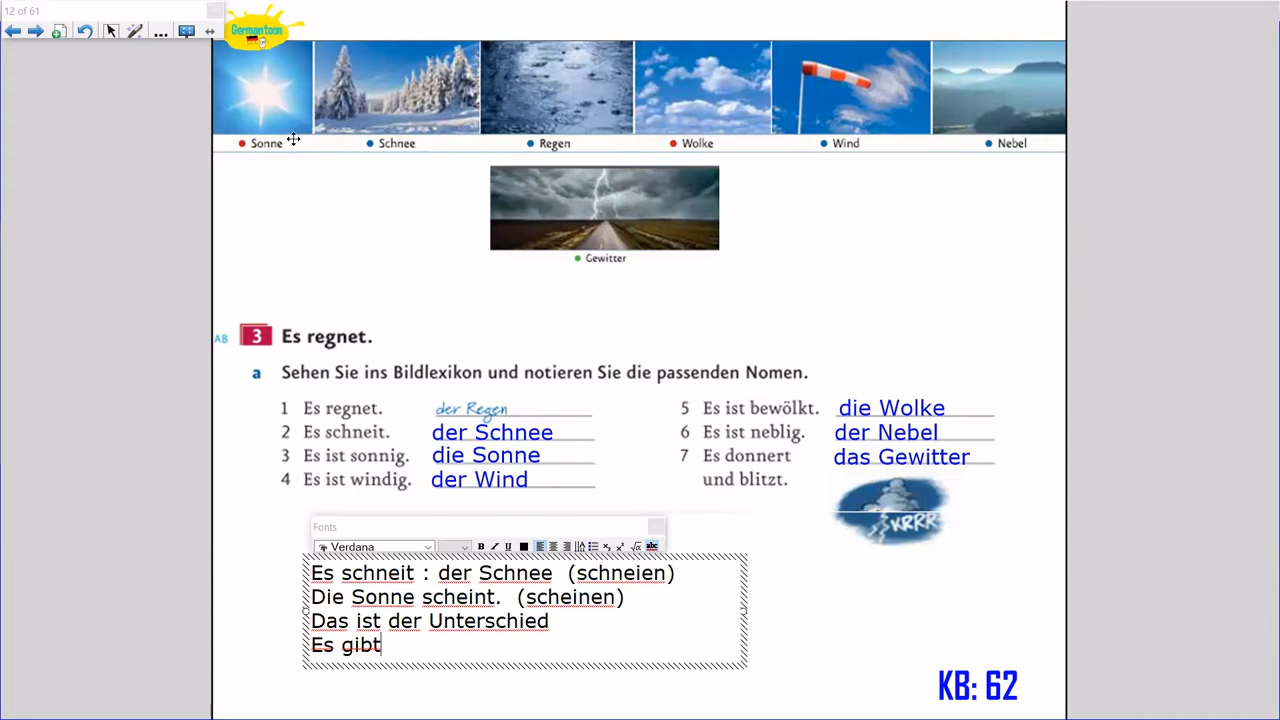 12 of 61
Germantoon
Sonne
Schnee
Regen
Wolke
Wind
Nebel
Gewitter
AB 3 Es regnet.
a Sehen Sie ins Bildlexikon und notieren Sie die passenden Nomen.
1 Es regnet. der Regen
2 Es schneit. der Schnee
3 Es ist sonnig. die Sonne
4 Es ist windig. der Wind
5 Es ist bewölkt. die Wolke
6 Es ist neblig. der Nebel
7 Es donnert das Gewitter
und blitzt.
KRRR
Fonts
Verdana
Es schneit : der Schnee (schneien)
Die Sonne scheint. (scheinen)
Das ist der Unterschied
Es gibt
KB: 62